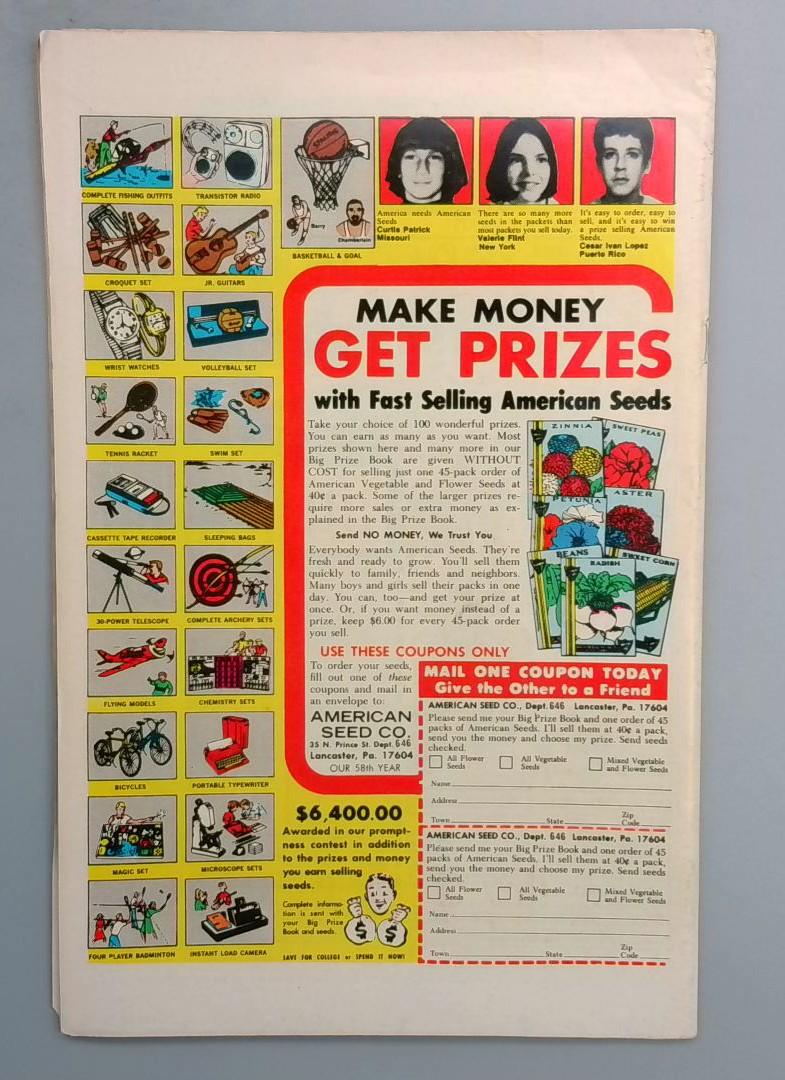 COMPLETE FISHING OUTFITS
TRANSISTOR RADIO
Spalding
Barry
Chamberlain
BASKETBALL & GOAL
America needs American
Seeds
Curtis Patrick
Missouri
There are so many more
seeds in the packets than
most packets you sell today.
Valerie Flint
New York
It's easy to order, easy to
sell, and it's easy to win
a prize selling American
Seeds.
Cesar Ivan Lopez
Puerto Rico
CROQUET SET
JR. GUITARS
WRIST WATCHES
VOLLEYBALL SET
TENNIS RACKET
SWIM SET
CASSETTE TAPE RECORDER
SLEEPING BAGS
30-POWER TELESCOPE
COMPLETE ARCHERY SETS
FLYING MODELS
CHEMISTRY SETS
BICYCLES
PORTABLE TYPEWRITER
MAGIC SET
MICROSCOPE SETS
FOUR PLAYER BADMINTON
INSTANT LOAD CAMERA
MAKE MONEY
GET PRIZES
with Fast Selling American Seeds
Take your choice of 100 wonderful prizes.
You can earn as many as you want. Most
prizes shown here and many more in our
Big Prize Book are given WITHOUT
COST for selling just one 45-pack order of
American Vegetable and Flower Seeds at
40¢ a pack. Some of the larger prizes re-
quire more sales or extra money as ex-
plained in the Big Prize Book.
Send NO MONEY, We Trust You
Everybody wants American Seeds. They're
fresh and ready to grow. You'll sell them
quickly to family, friends and neighbors.
Many boys and girls sell their packs in one
day. You can, too—and get your prize at
once. Or, if you want money instead of a
prize, keep $6.00 for every 45-pack order
you sell.
ZINNIA
SWEET PEAS
PETUNIA
ASTER
BEANS
RADISH
SWEET CORN
USE THESE COUPONS ONLY
To order your seeds,
fill out one of these
coupons and mail in
an envelope to:
AMERICAN
SEED CO.
35 N. Prince St. Dept. 646
Lancaster, Pa. 17604
OUR 58th YEAR
MAIL ONE COUPON TODAY
Give the Other to a Friend
AMERICAN SEED CO., Dept. 646 Lancaster, Pa. 17604
Please send me your Big Prize Book and one order of 45
packs of American Seeds. I'll sell them at 40¢ a pack,
send you the money and choose my prize. Send seeds
checked.
All Flower
Seeds
All Vegetable
Seeds
Mixed Vegetable
and Flower Seeds
Name
Address
Town State Zip
Code
AMERICAN SEED CO., Dept. 646 Lancaster, Pa. 17604
Please send me your Big Prize Book and one order of 45
packs of American Seeds. I'll sell them at 40¢ a pack,
send you the money and choose my prize. Send seeds
checked.
All Flower
Seeds
All Vegetable
Seeds
Mixed Vegetable
and Flower Seeds
Name
Address
Town State Zip
Code
$6,400.00
Awarded in our prompt-
ness contest in addition
to the prizes and money
you earn selling
seeds.
Complete informa-
tion is sent with
your Big Prize
Book and seeds.
$
$
SAVE FOR COLLEGE or SPEND IT NOW!